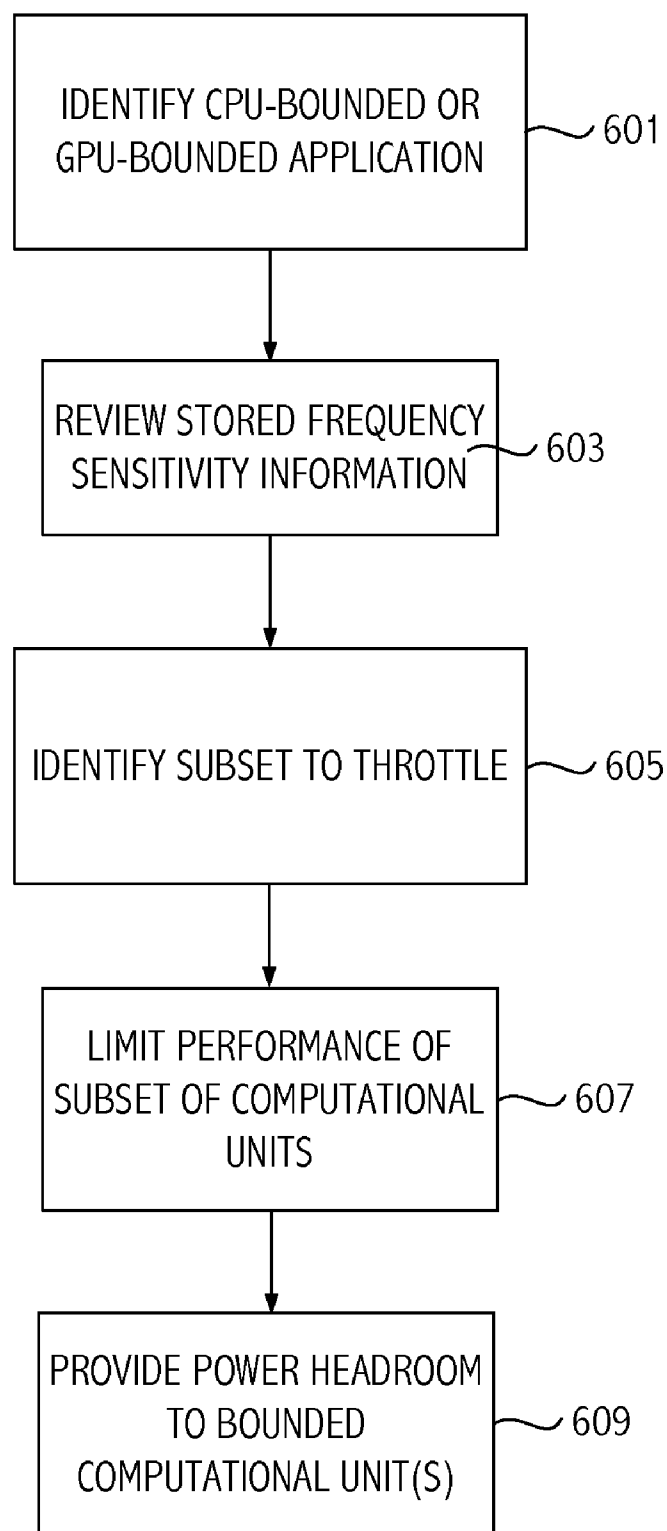 IDENTIFY CPU-BOUNDED OR
GPU-BOUNDED APPLICATION
601
REVIEW STORED FREQUENCY
SENSITIVITY INFORMATION
603
IDENTIFY SUBSET TO THROTTLE
605
LIMIT PERFORMANCE OF
SUBSET OF COMPUTATIONAL
UNITS
607
PROVIDE POWER HEADROOM
TO BOUNDED
COMPUTATIONAL UNIT(S)
609